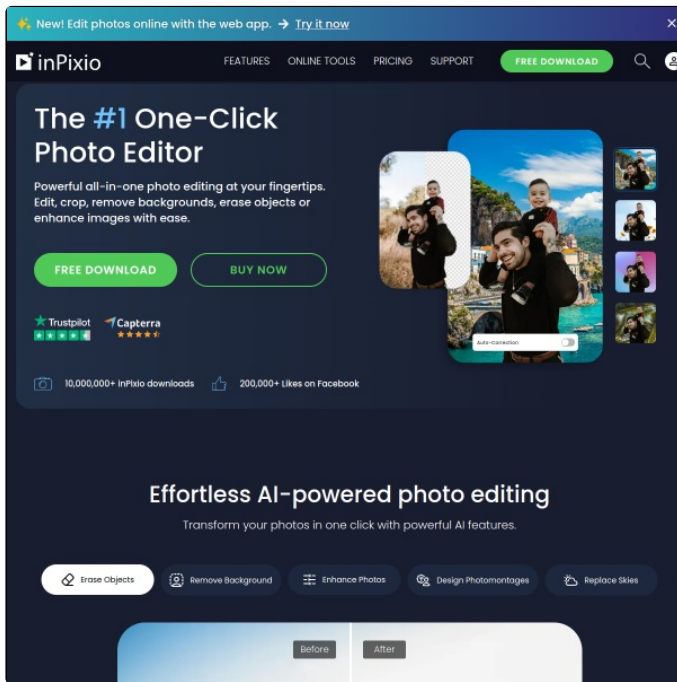 New! Edit photos online with the web app. → Try it now
inPixio
FEATURES ONLINE TOOLS PRICING SUPPORT FREE DOWNLOAD
The #1 One-Click
Photo Editor
Powerful all-in-one photo editing at your fingertips.
Edit, crop, remove backgrounds, erase objects or
enhance images with ease.
FREE DOWNLOAD BUY NOW
Trustpilot Capterra
Auto-Correction
10,000,000+ inPixio downloads 200,000+ Likes on Facebook
Effortless AI-powered photo editing
Transform your photos in one click with powerful AI features.
Erase Objects Remove Background Enhance Photos Design Photomontages Replace Skies
Before After